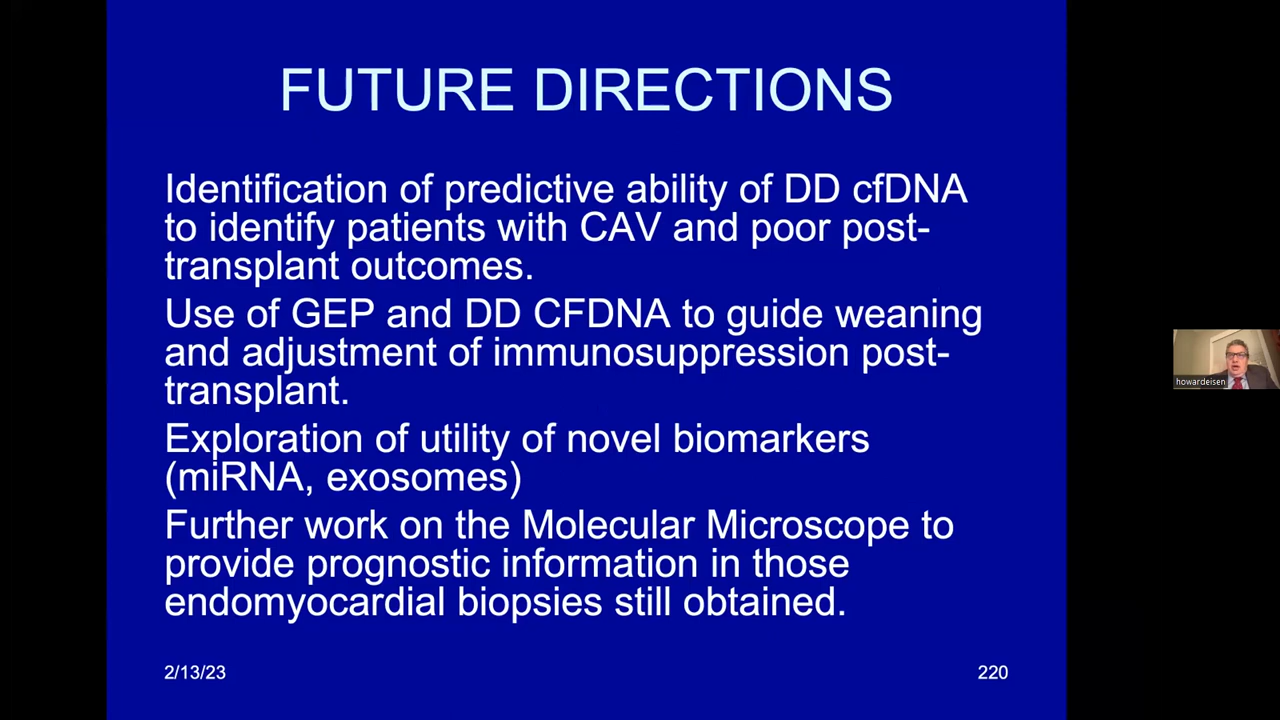 FUTURE DIRECTIONS
Identification of predictive ability of DD cfDNA
to identify patients with CAV and poor post-
transplant outcomes.
Use of GEP and DD CFDNA to guide weaning
and adjustment of immunosuppression post-
transplant.
Exploration of utility of novel biomarkers
(miRNA, exosomes)
Further work on the Molecular Microscope to
provide prognostic information in those
endomyocardial biopsies still obtained.
2/13/23
220
howardeisen